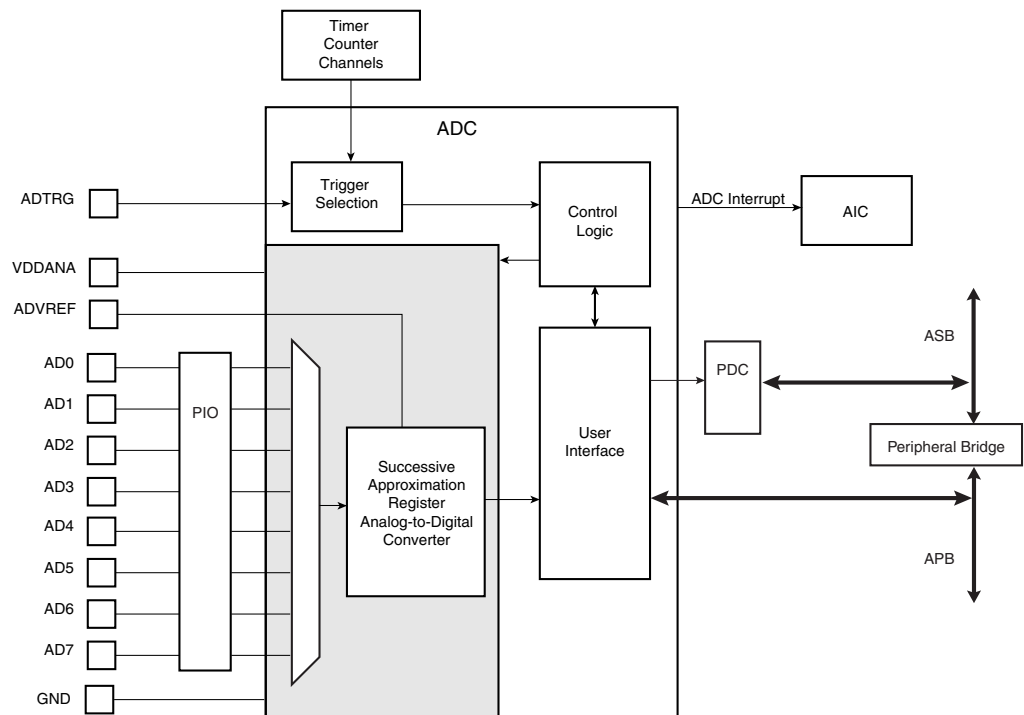 Timer
Counter
Channels
ADC
ADTRG
Trigger
Selection
Control
Logic
ADC Interrupt
AIC
VDDANA
ADVREF
AD0
AD1
AD2
AD3
AD4
AD5
AD6
AD7
GND
PIO
Successive
Approximation
Register
Analog-to-Digital
Converter
User
Interface
PDC
ASB
Peripheral Bridge
APB